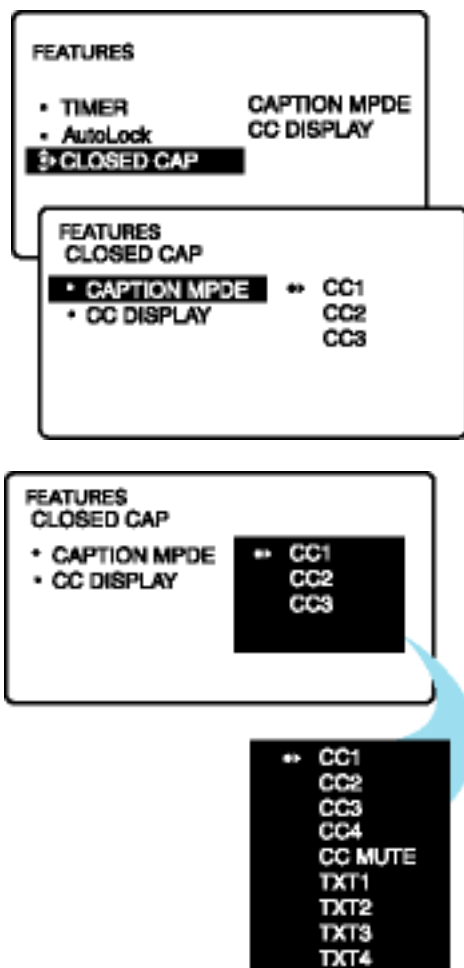 FEATURES
• TIMER CAPTION MPDE
• AutoLock CC DISPLAY
CLOSED CAP
FEATURES
CLOSED CAP
• CAPTION MPDE CC1
• CC DISPLAY CC2
CC3
FEATURES
CLOSED CAP
• CAPTION MPDE CC1
• CC DISPLAY CC2
CC3
CC1
CC2
CC3
CC4
CC MUTE
TXT1
TXT2
TXT3
TXT4